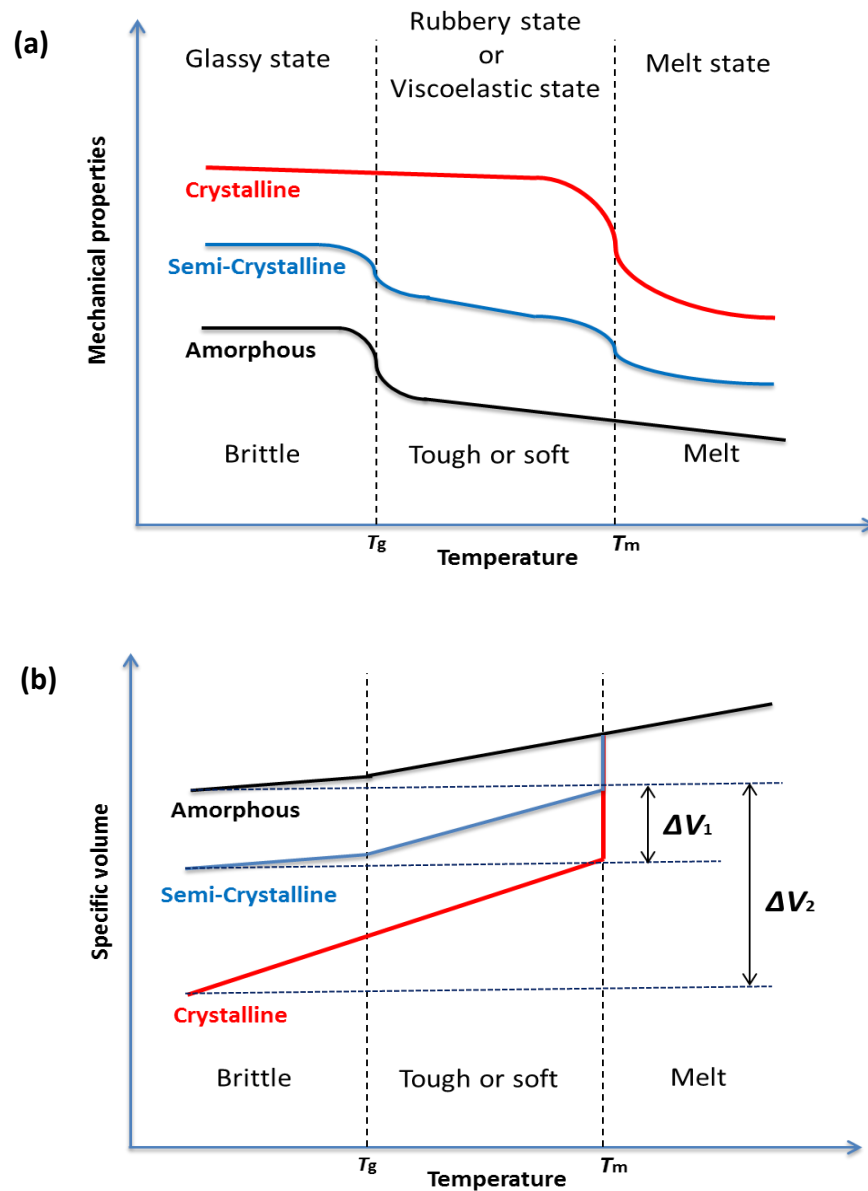 (a)
Glassy state
Rubbery state
or
Viscoelastic state
Melt state
Mechanical properties
Crystalline
Semi-Crystalline
Amorphous
Brittle
Tough or soft
Melt
Tg
Temperature
Tm
(b)
Specific volume
Amorphous
Semi-Crystalline
Crystalline
ΔV1
ΔV2
Brittle
Tough or soft
Melt
Tg
Temperature
Tm